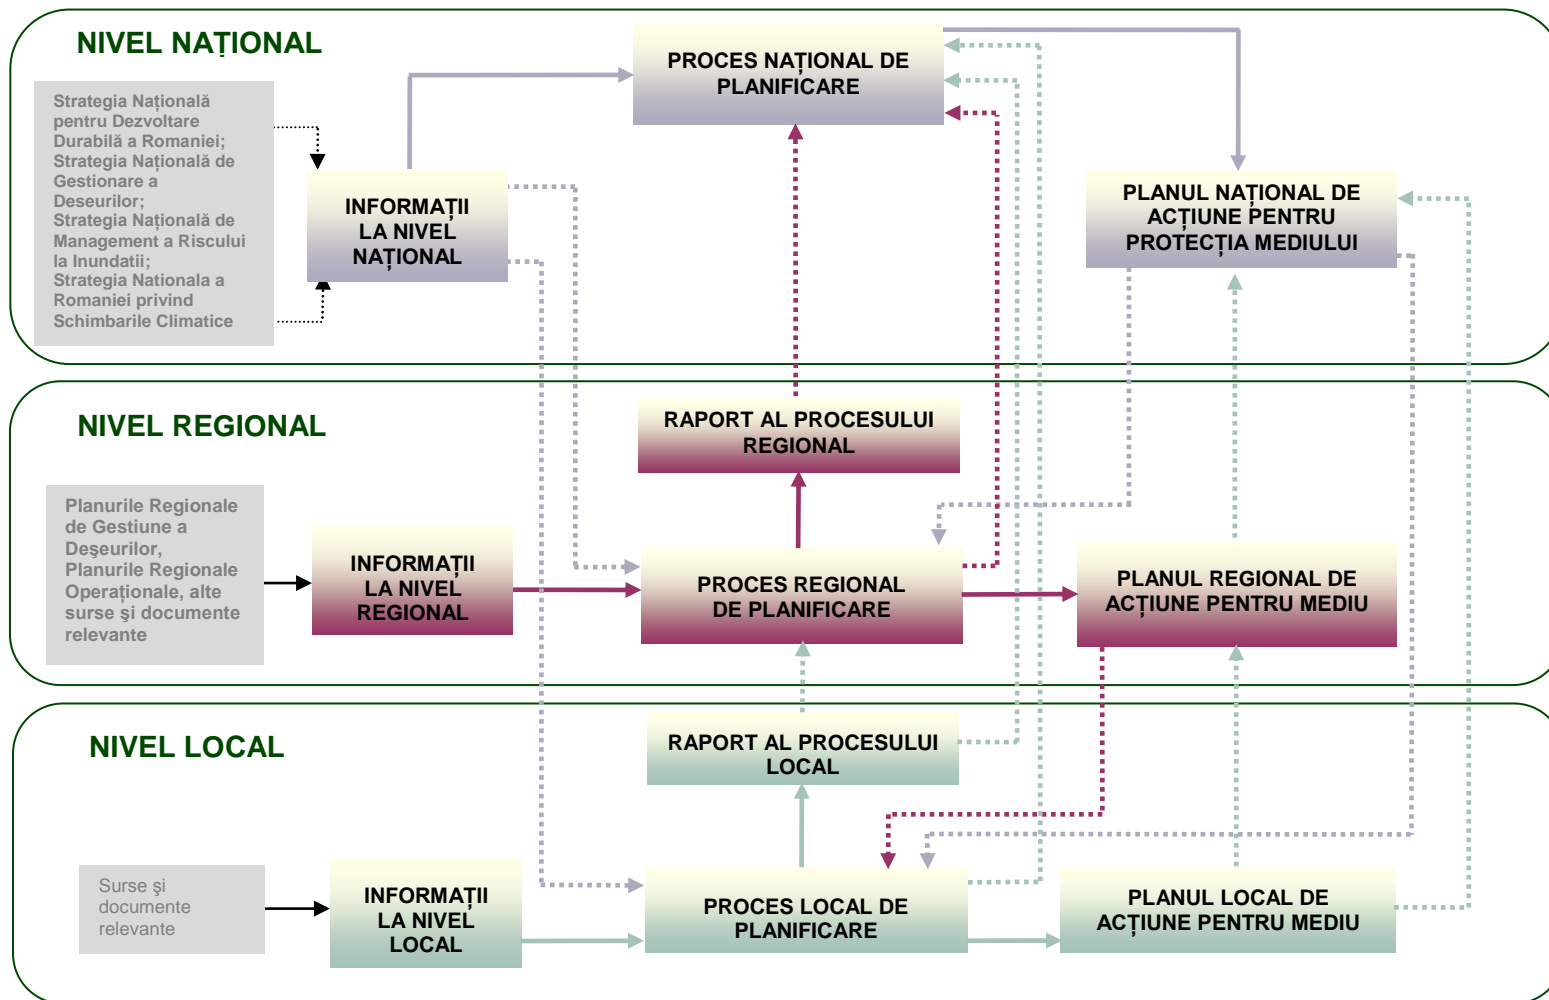 NIVEL NAȚIONAL
PROCES NAȚIONAL DE
PLANIFICARE
Strategia Națională
pentru Dezvoltare
Durabilă a Romaniei;
Strategia Națională de
Gestionare a
Deseurilor;
Strategia Națională de
Management a Riscului
la Inundatii;
Strategia Nationala a
Romaniei privind
Schimbarile Climatice
INFORMAȚII
LA NIVEL
NAȚIONAL
PLANUL NAȚIONAL DE
ACȚIUNE PENTRU
PROTECȚIA MEDIULUI
NIVEL REGIONAL
RAPORT AL PROCESULUI
REGIONAL
Planurile Regionale
de Gestiune a
Deşeurilor,
Planurile Regionale
Operaționale, alte
surse şi documente
relevante
INFORMAȚII
LA NIVEL
REGIONAL
PROCES REGIONAL
DE PLANIFICARE
PLANUL REGIONAL DE
ACȚIUNE PENTRU MEDIU
NIVEL LOCAL
RAPORT AL PROCESULUI
LOCAL
Surse şi
documente
relevante
INFORMAȚII
LA NIVEL
LOCAL
PROCES LOCAL DE
PLANIFICARE
PLANUL LOCAL DE
ACȚIUNE PENTRU MEDIU